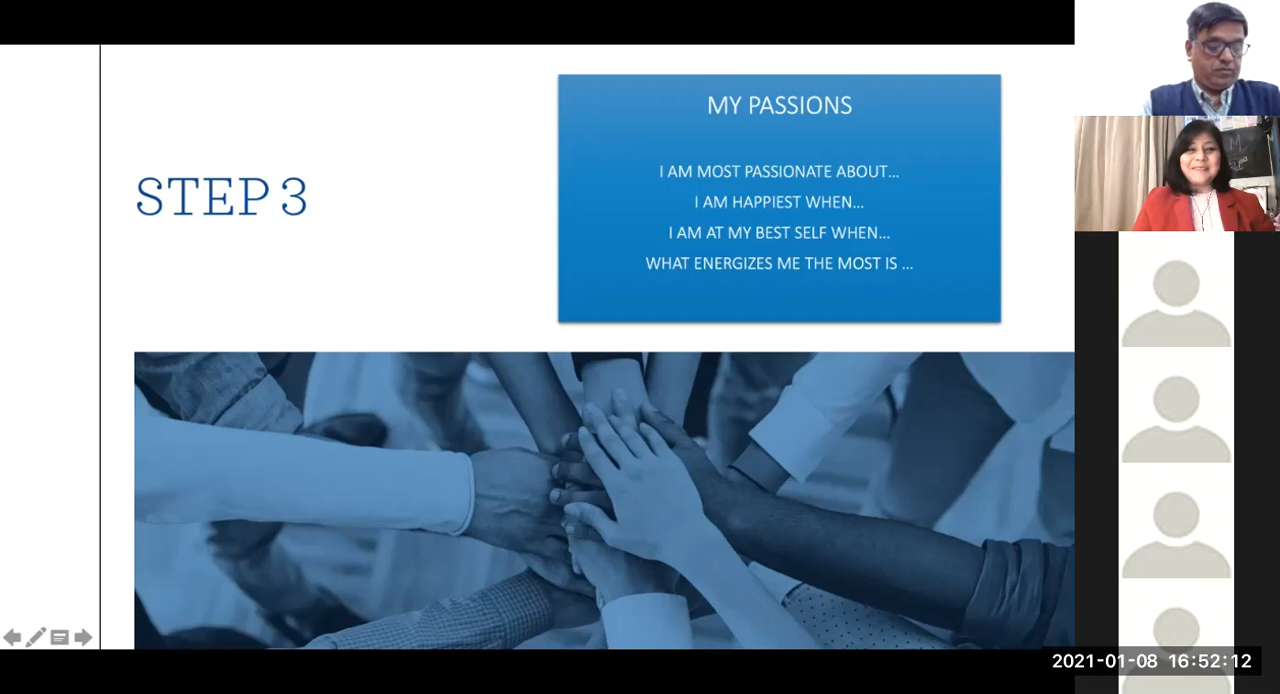 STEP 3
MY PASSIONS
I AM MOST PASSIONATE ABOUT...
I AM HAPPIEST WHEN...
I AM AT MY BEST SELF WHEN...
WHAT ENERGIZES ME THE MOST IS ...
M
2021-01-08 16:52:12